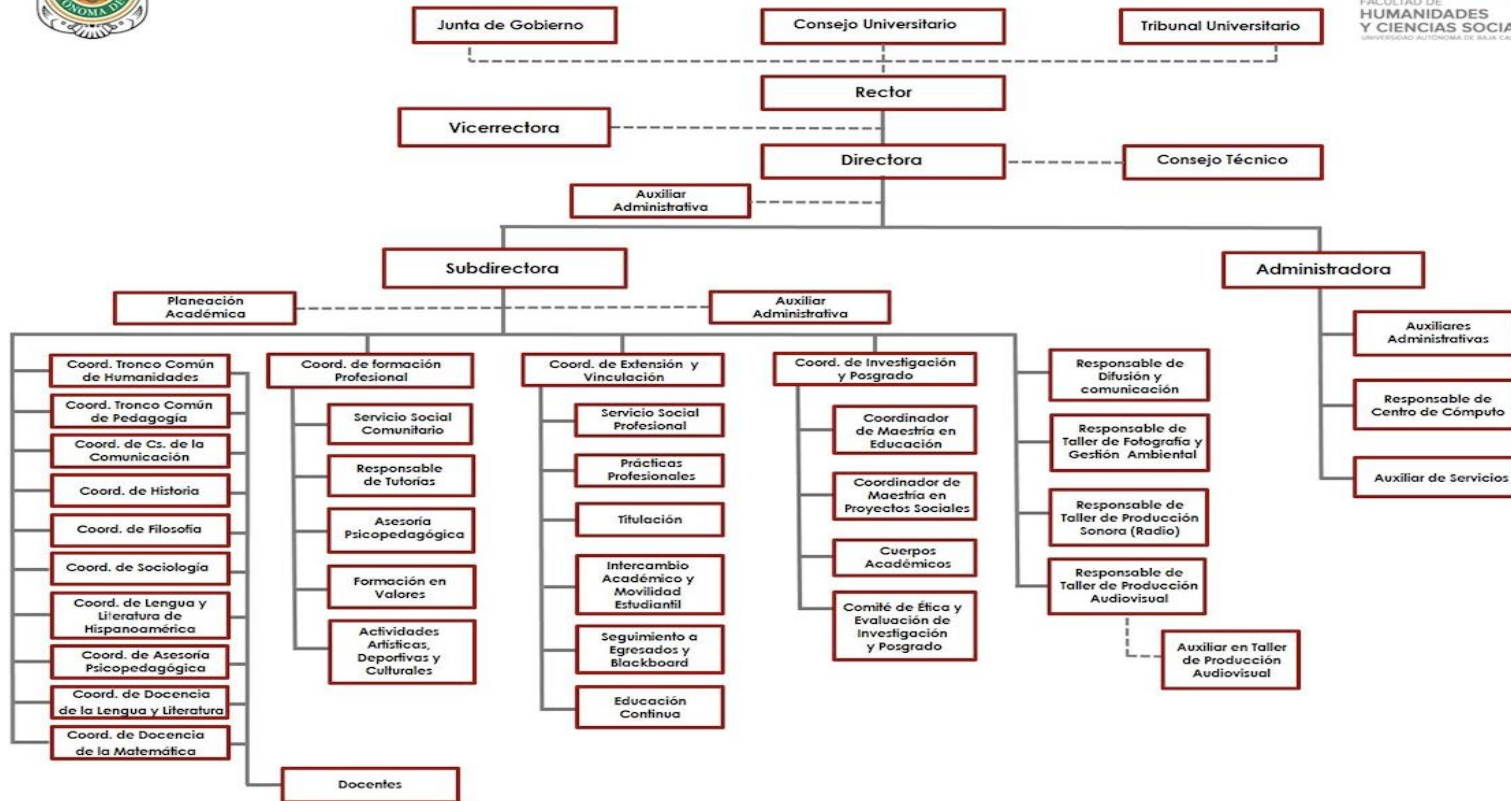 ÓNOMA DE
FACULTAD DE
HUMANIDADES
Y CIENCIAS SOCIA
UNIVERSIDAD AUTÓNOMA DE BAJA CAL
Junta de Gobierno
Consejo Universitario
Tribunal Universitario
Rector
Vicerrectora
Directora
Consejo Técnico
Auxiliar
Administrativa
Subdirectora
Administradora
Planeación
Académica
Auxiliar
Administrativa
Coord. Tronco Común
de Humanidades
Coord. Tronco Común
de Pedagogía
Coord. de Cs. de la
Comunicación
Coord. de Historia
Coord. de Filosofía
Coord. de Sociología
Coord. de Lengua y
Literatura de
Hispanoamérica
Coord. de Asesoría
Psicopedagógica
Coord. de Docencia
de la Lengua y Literatura
Coord. de Docencia
de la Matemática
Docentes
Coord. de formación
Profesional
Servicio Social
Comunitario
Responsable
de Tutorías
Asesoría
Psicopedagógica
Formación en
Valores
Actividades
Artísticas,
Deportivas y
Culturales
Coord. de Extensión y
Vinculación
Servicio Social
Profesional
Prácticas
Profesionales
Titulación
Intercambio
Académico y
Movilidad
Estudiantil
Seguimiento a
Egresados y
Blackboard
Educación
Continua
Coord. de Investigación
y Posgrado
Coordinador
de Maestría en
Educación
Coordinador de
Maestría en
Proyectos Sociales
Cuerpos
Académicos
Comité de Ética y
Evaluación de
Investigación
y Posgrado
Responsable de
Difusión y
comunicación
Responsable de
Taller de Fotografía y
Gestión Ambiental
Responsable de
Taller de Producción
Sonora (Radio)
Responsable de
Taller de Producción
Audiovisual
Auxiliar en Taller
de Producción
Audiovisual
Auxiliares
Administrativas
Responsable de
Centro de Cómputo
Auxiliar de Servicios